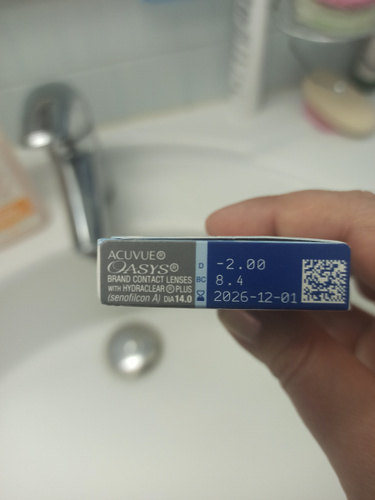 ACUVUE®
OASYS®
BRAND CONTACT LENSES
WITH HYDRACLEAR® PLUS
(senofilcon A) DIA 14.0
D -2.00
BC 8.4
2026-12-01